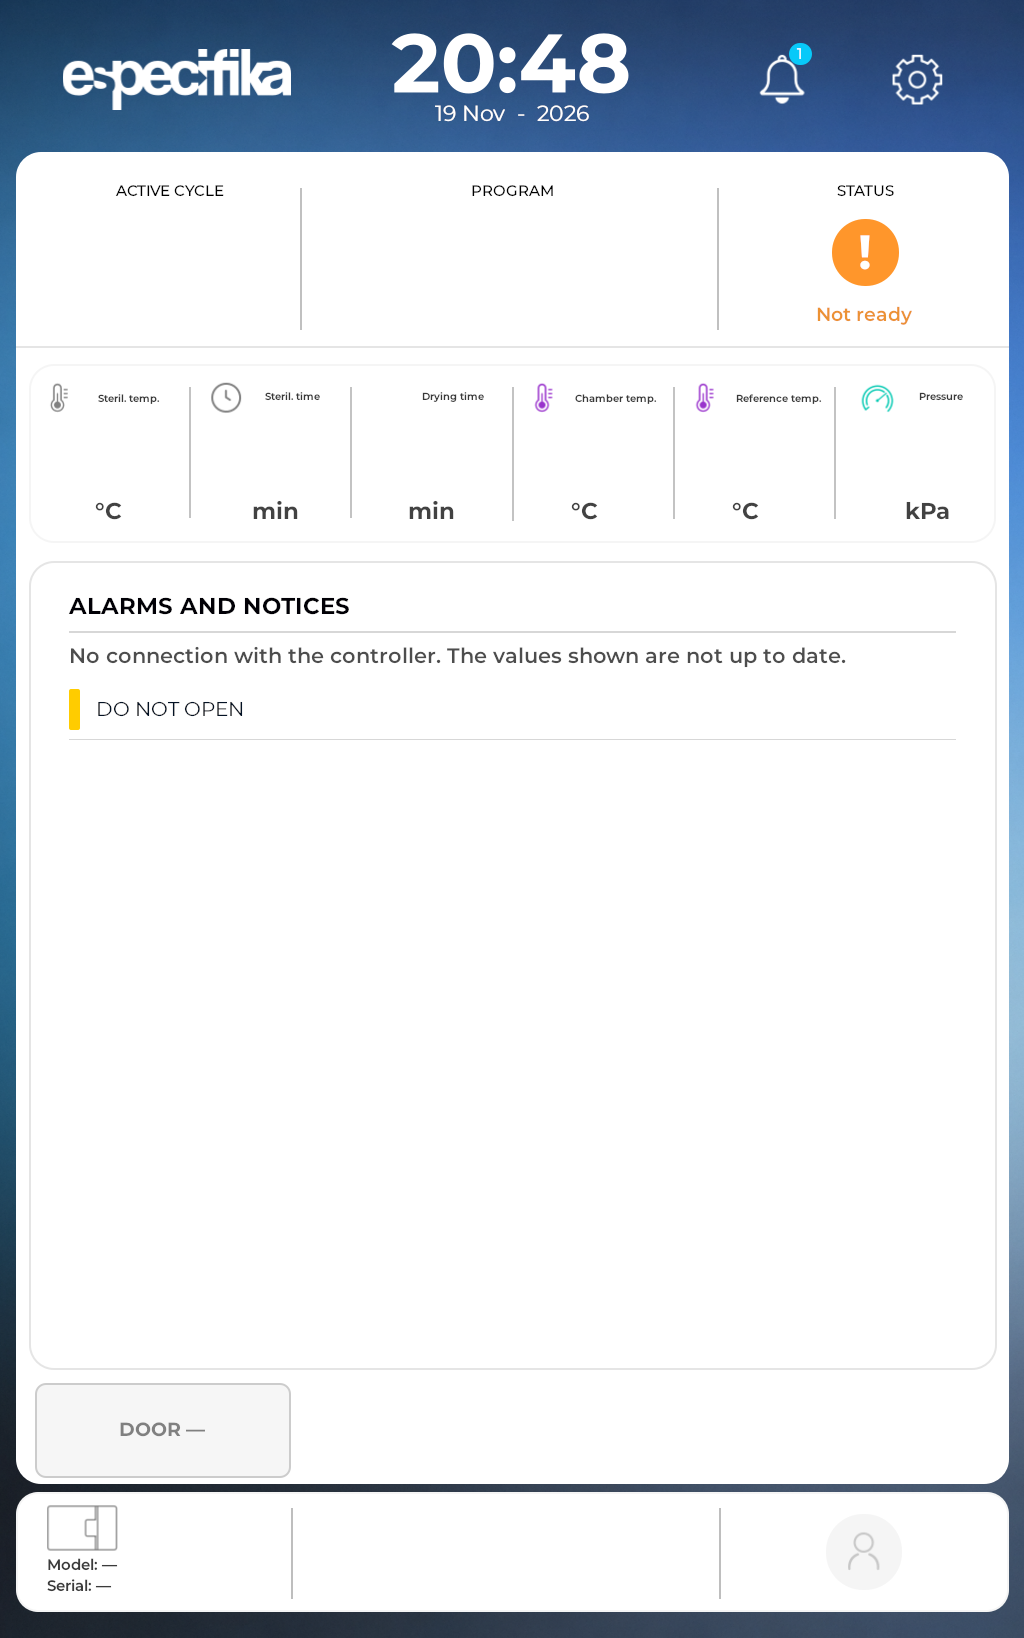 e-specifika
20:48
1
19 Nov - 2026
ACTIVE CYCLE
PROGRAM
STATUS
!
Not ready
Steril. temp.
Steril. time
Drying time
Chamber temp.
Reference temp.
Pressure
°C
min
min
°C
°C
kPa
ALARMS AND NOTICES
No connection with the controller. The values shown are not up to date.
DO NOT OPEN
DOOR —
Model: —
Serial: —